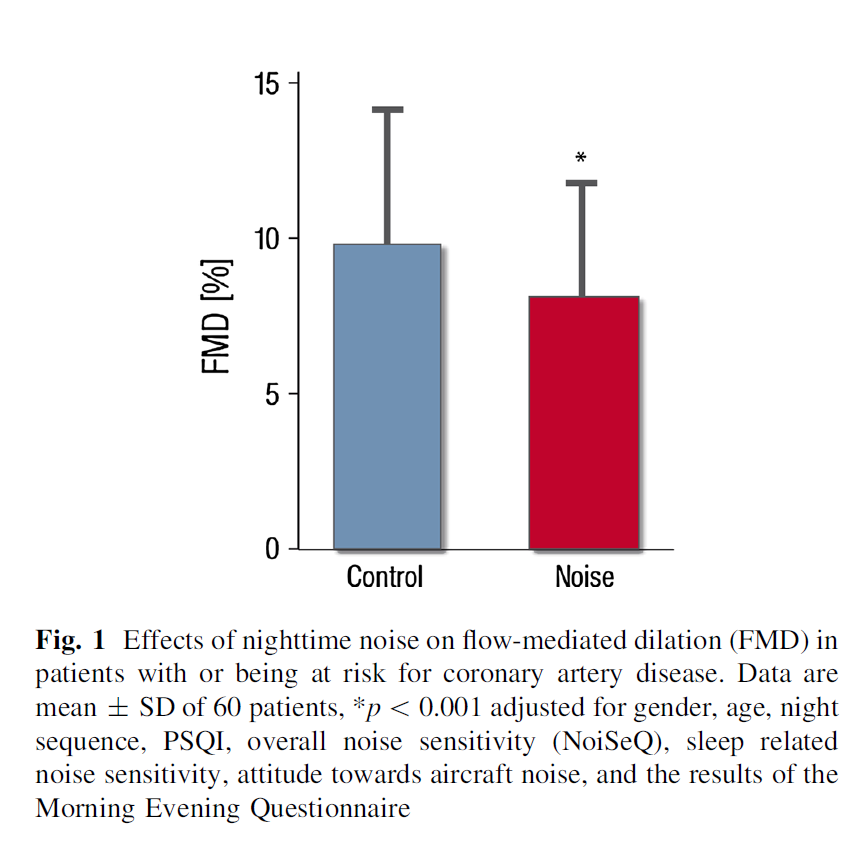 15
*
10
FMD [%]
5
0
Control Noise
Fig. 1 Effects of nighttime noise on flow-mediated dilation (FMD) in
patients with or being at risk for coronary artery disease. Data are
mean ± SD of 60 patients, *p < 0.001 adjusted for gender, age, night
sequence, PSQI, overall noise sensitivity (NoiSeQ), sleep related
noise sensitivity, attitude towards aircraft noise, and the results of the
Morning Evening Questionnaire